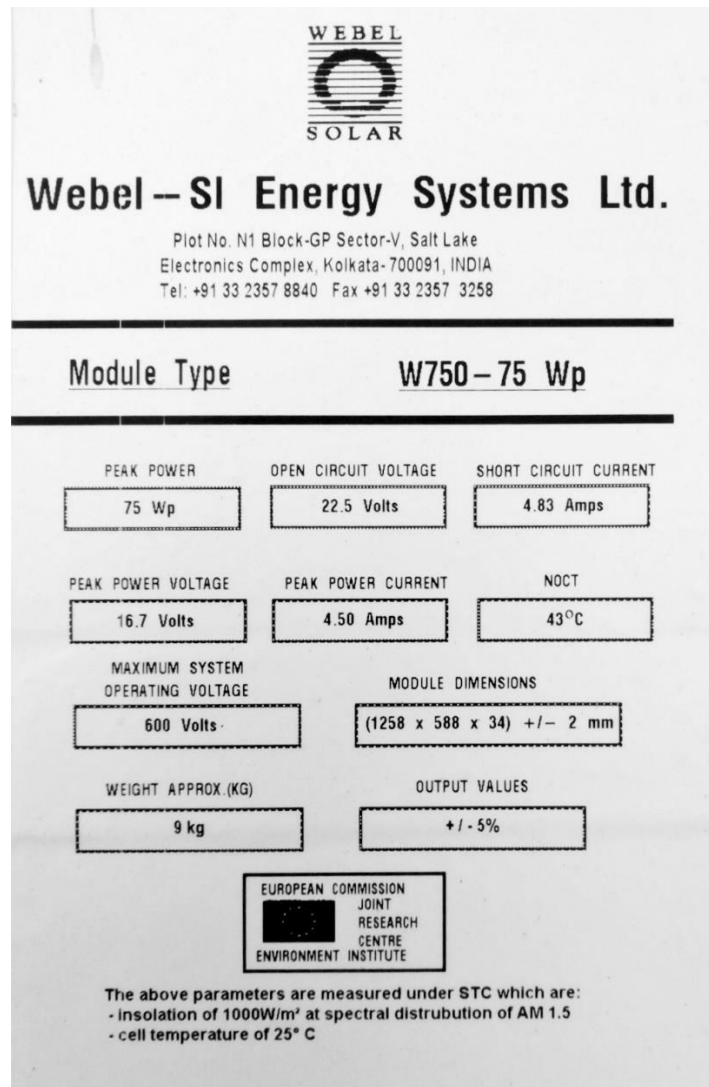 WEBEL
SOLAR
Webel – SI Energy Systems Ltd.
Plot No. N1 Block-GP Sector-V, Salt Lake
Electronics Complex, Kolkata- 700091, INDIA
Tel: +91 33 2357 8840 Fax +91 33 2357 3258
Module Type W750 – 75 Wp
PEAK POWER OPEN CIRCUIT VOLTAGE SHORT CIRCUIT CURRENT
75 Wp 22.5 Volts 4.83 Amps
PEAK POWER VOLTAGE PEAK POWER CURRENT NOCT
16.7 Volts 4.50 Amps 43°C
MAXIMUM SYSTEM
OPERATING VOLTAGE MODULE DIMENSIONS
600 Volts (1258 x 588 x 34) +/– 2 mm
WEIGHT APPROX.(KG) OUTPUT VALUES
9 kg +/-5%
EUROPEAN COMMISSION
JOINT
RESEARCH
CENTRE
ENVIRONMENT INSTITUTE
The above parameters are measured under STC which are:
- insolation of 1000W/m² at spectral distrubution of AM 1.5
- cell temperature of 25° C